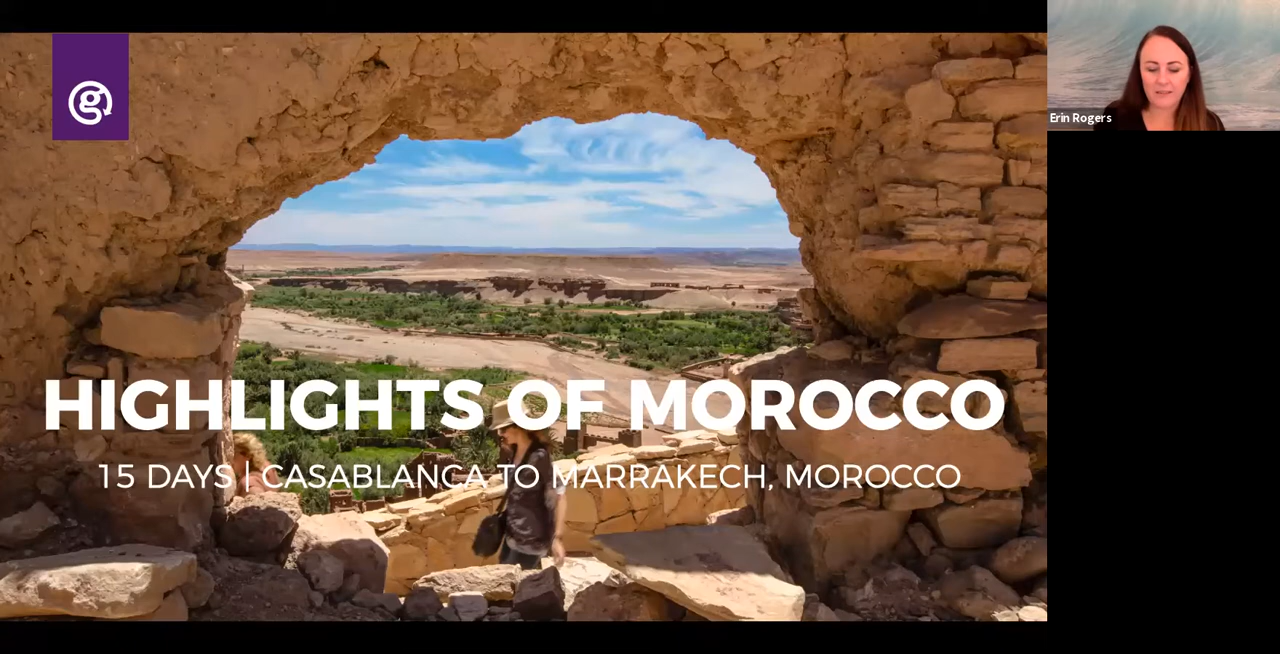 g
HIGHLIGHTS OF MOROCCO
15 DAYS | CASABLANCA TO MARRAKECH, MOROCCO
Erin Rogers